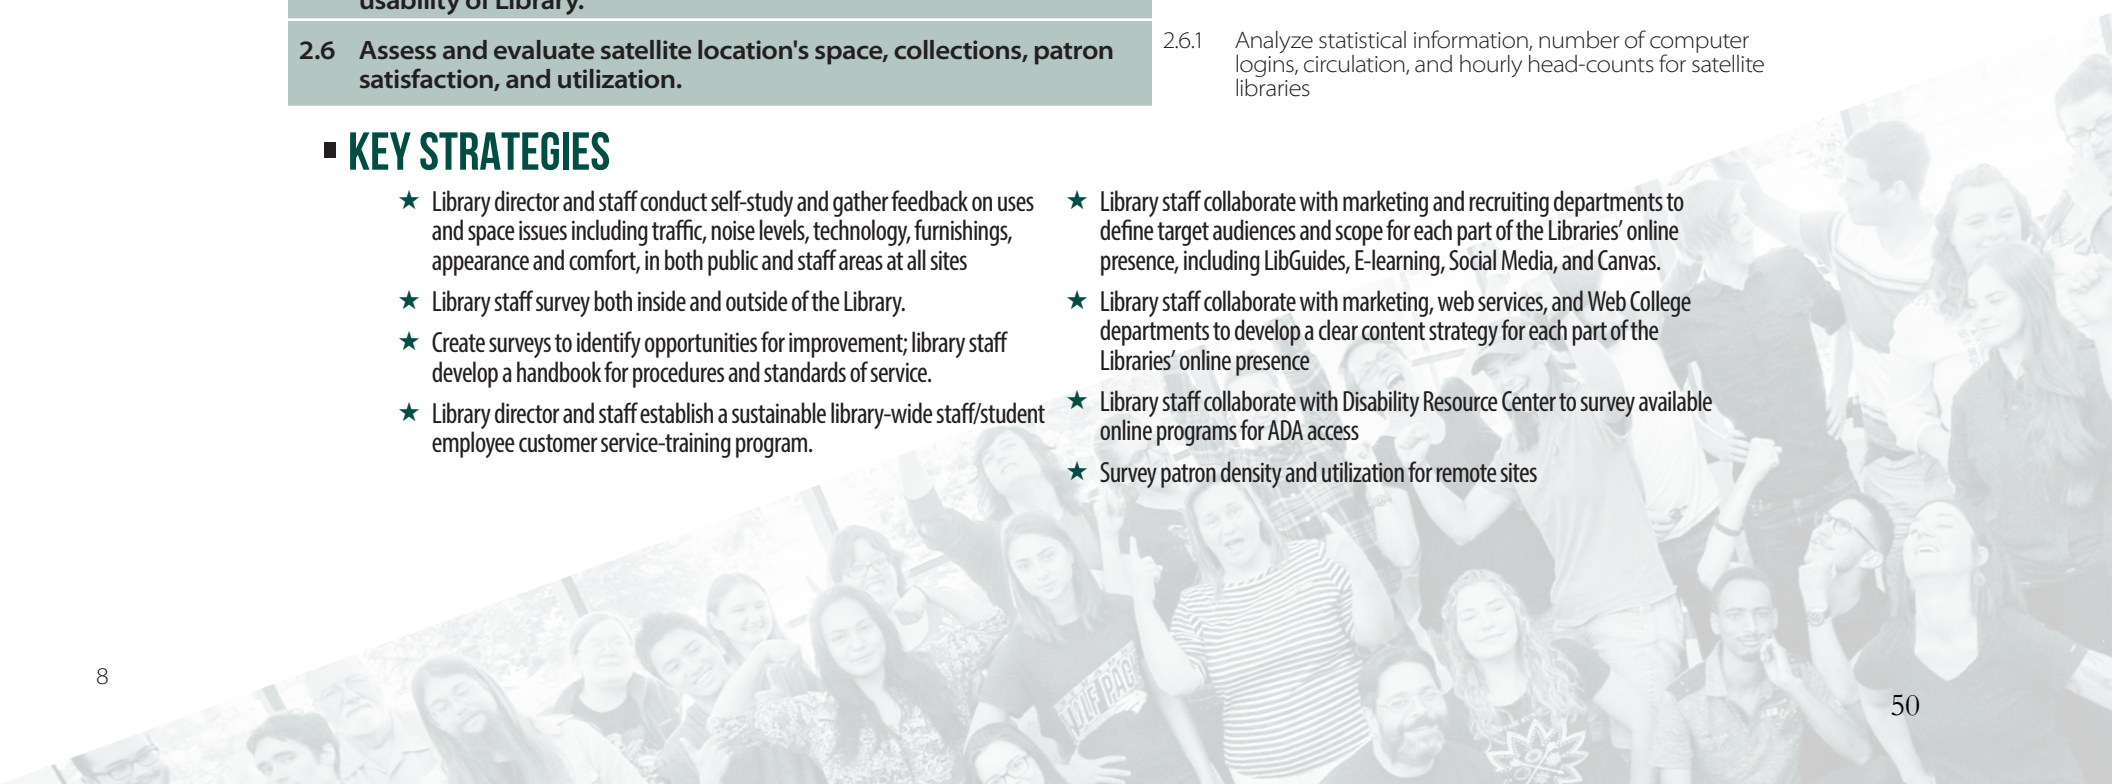 usability of Library.
2.6 Assess and evaluate satellite location's space, collections, patron
satisfaction, and utilization.
2.6.1 Analyze statistical information, number of computer
logins, circulation, and hourly head-counts for satellite
libraries
KEY STRATEGIES
★ Library director and staff conduct self-study and gather feedback on uses
and space issues including traffic, noise levels, technology, furnishings,
appearance and comfort, in both public and staff areas at all sites
★ Library staff survey both inside and outside of the Library.
★ Create surveys to identify opportunities for improvement; library staff
develop a handbook for procedures and standards of service.
★ Library director and staff establish a sustainable library-wide staff/student
employee customer service-training program.
★ Library staff collaborate with marketing and recruiting departments to
define target audiences and scope for each part of the Libraries’ online
presence, including LibGuides, E-learning, Social Media, and Canvas.
★ Library staff collaborate with marketing, web services, and Web College
departments to develop a clear content strategy for each part of the
Libraries’ online presence
★ Library staff collaborate with Disability Resource Center to survey available
online programs for ADA access
★ Survey patron density and utilization for remote sites
8
50